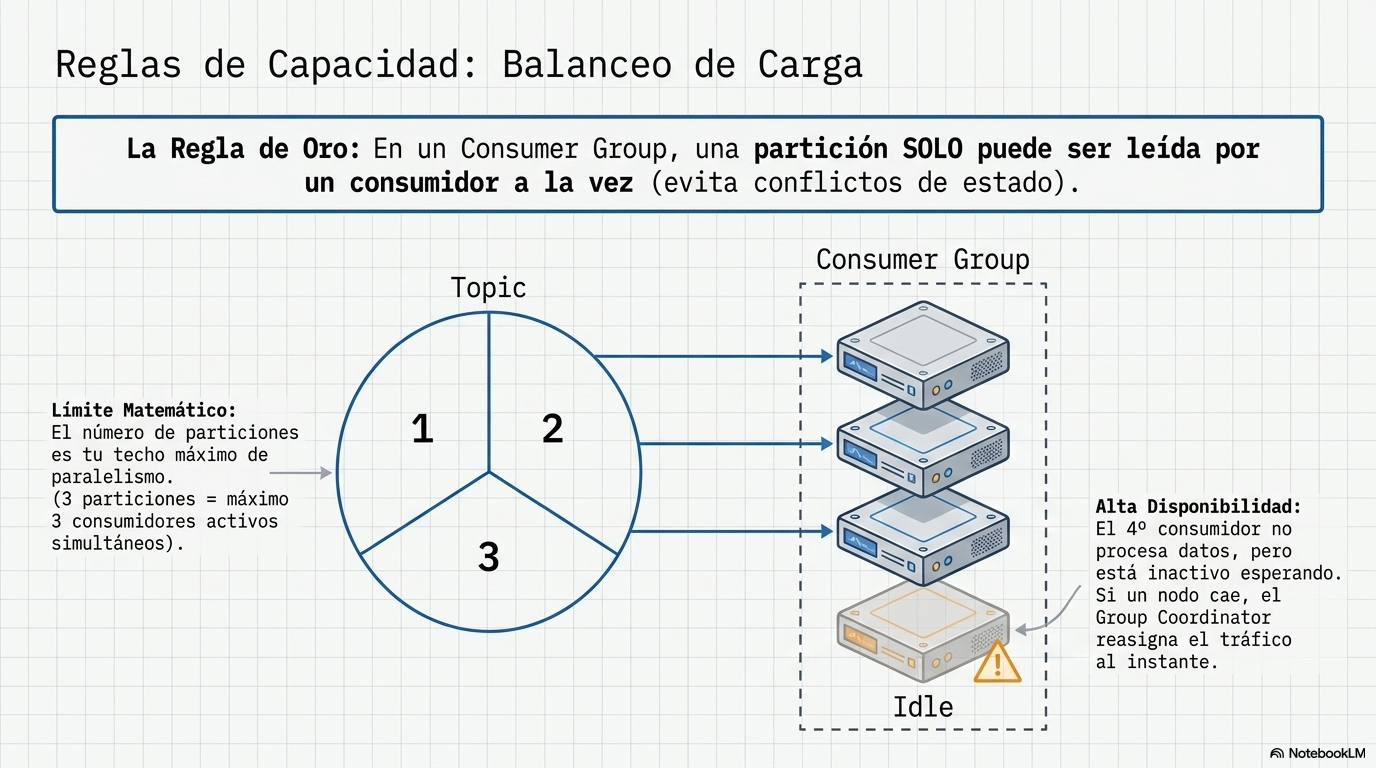 Reglas de Capacidad: Balanceo de Carga
La Regla de Oro: En un Consumer Group, una partición SOLO puede ser leída por
un consumidor a la vez (evita conflictos de estado).
Topic
Consumer Group
1
2
3
Límite Matemático:
El número de particiones
es tu techo máximo de
paralelismo.
(3 particiones = máximo
3 consumidores activos
simultáneos).
Alta Disponibilidad:
El 4º consumidor no
procesa datos, pero
está inactivo esperando.
Si un nodo cae, el
Group Coordinator
reasigna el tráfico
al instante.
Idle
NotebookLM